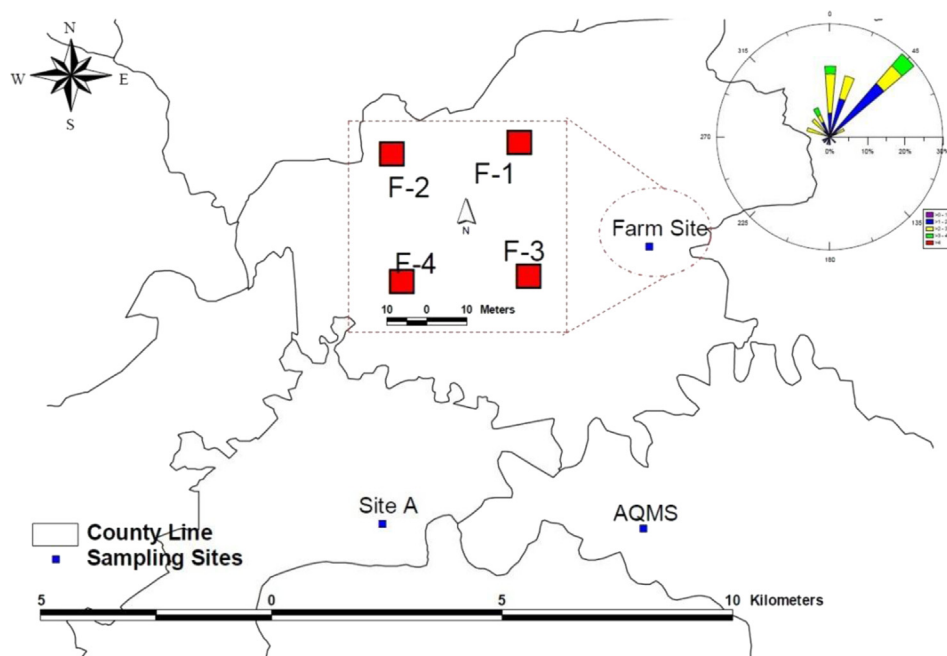 N
W E
S
0
315
45
270
0% 10% 20% 30%
225
135
180
F-2
F-1
N
F-4
F-3
10 0 10 Meters
Farm Site
Site A
AQMS
County Line
Sampling Sites
5 0 5 10 Kilometers